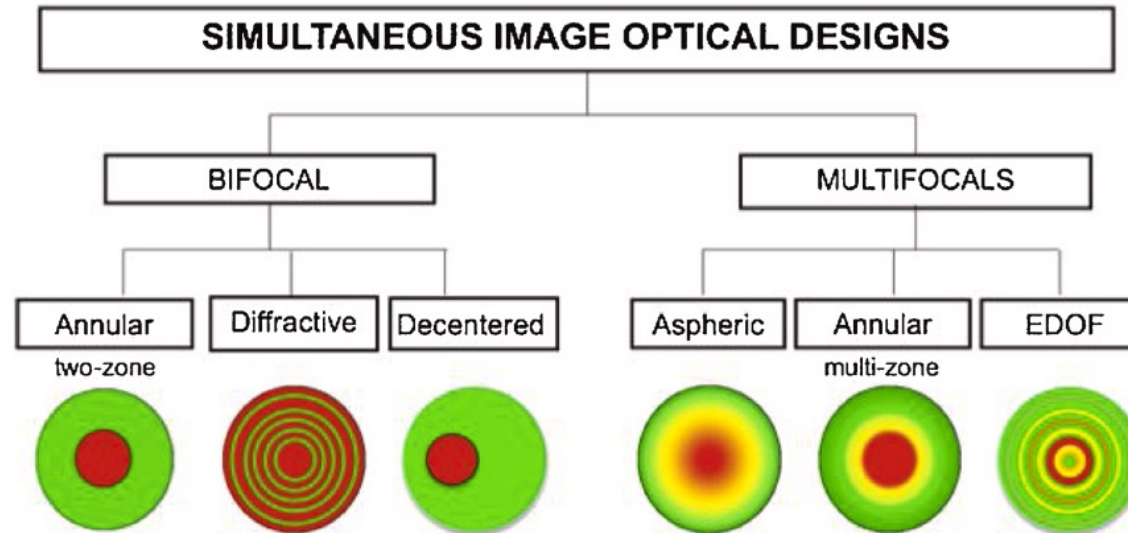 SIMULTANEOUS IMAGE OPTICAL DESIGNS
BIFOCAL
MULTIFOCALS
Annular
two-zone
Diffractive
Decentered
Aspheric
Annular
multi-zone
EDOF